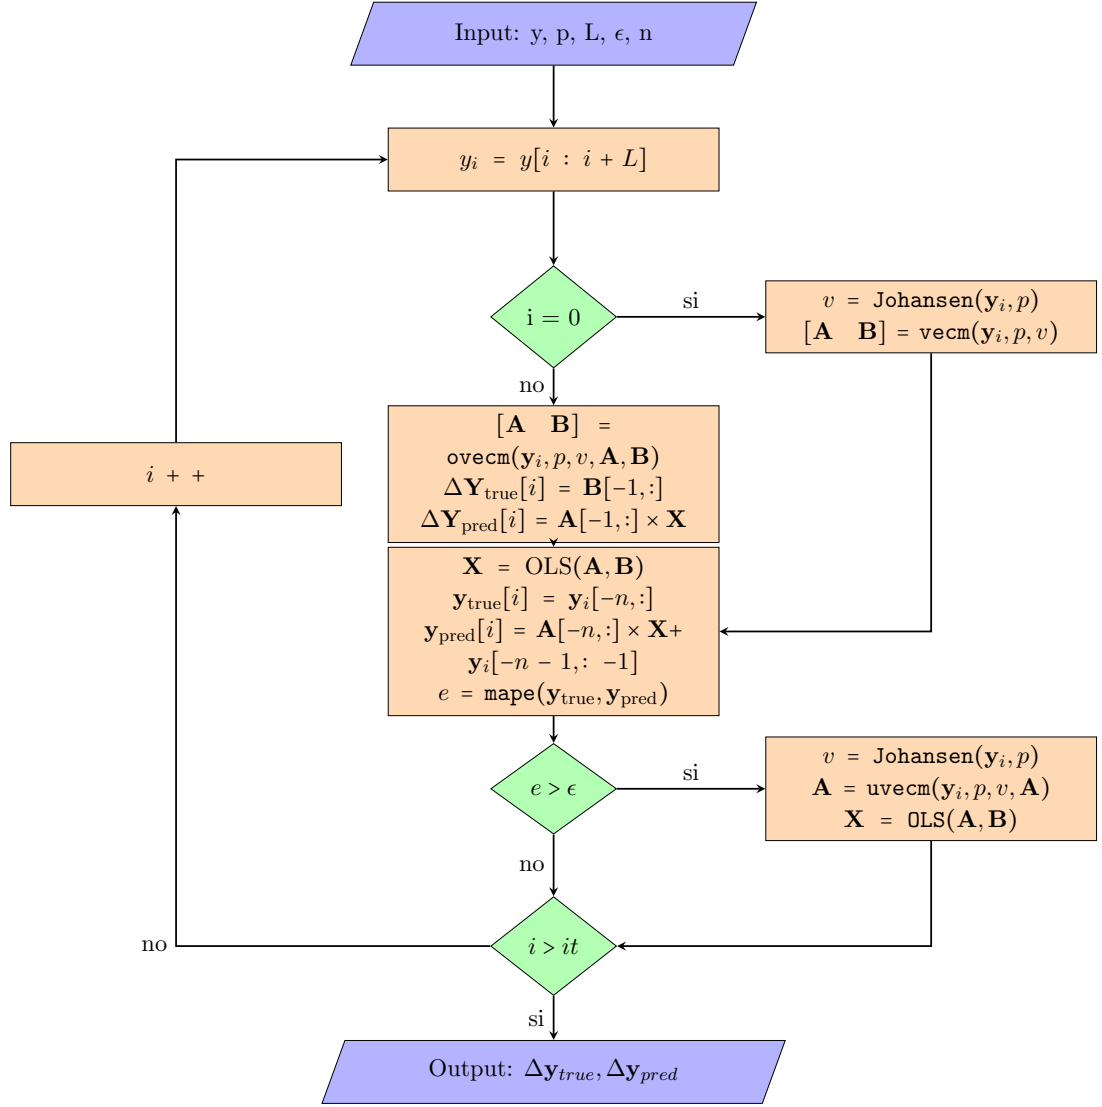 Input: y, p, L, ϵ, n
y_i = y[i : i + L]
i = 0
si
v = Johansen(𝐲_i, p)
[𝐀 𝐁] = vecm(𝐲_i, p, v)
no
[𝐀 𝐁] =
ovecm(𝐲_i, p, v, 𝐀, 𝐁)
Δ𝐘_true[i] = 𝐁[−1, :]
Δ𝐘_pred[i] = 𝐀[−1, :] × 𝐗
i + +
𝐗 = OLS(𝐀, 𝐁)
𝐲_true[i] = 𝐲_i[−n, :]
𝐲_pred[i] = 𝐀[−n, :] × 𝐗+
𝐲_i[−n − 1, : −1]
e = mape(𝐲_true, 𝐲_pred)
e > ϵ
si
v = Johansen(𝐲_i, p)
𝐀 = uvecm(𝐲_i, p, v, 𝐀)
𝐗 = OLS(𝐀, 𝐁)
no
i > it
no
si
Output: Δ𝐲_true, Δ𝐲_pred